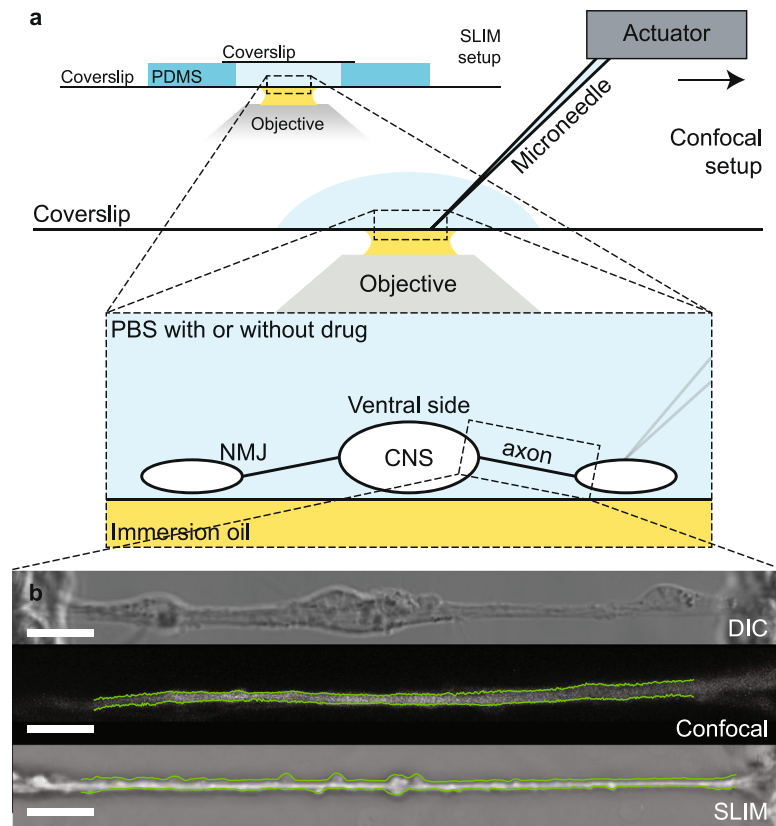 a
Coverslip
SLIM
setup
Coverslip
PDMS
Objective
Actuator
Microneedle
Confocal
setup
Coverslip
Objective
PBS with or without drug
Ventral side
NMJ
CNS
axon
Immersion oil
b
DIC
Confocal
SLIM